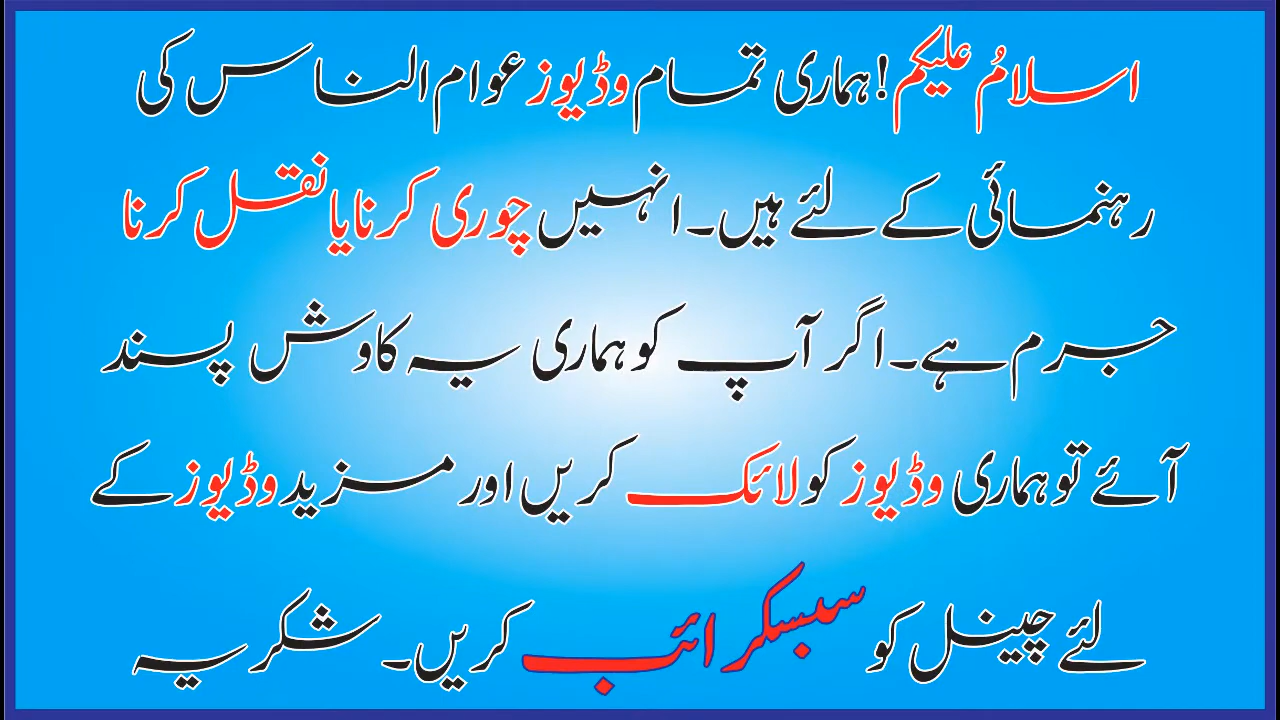 اسلامُ علیکم! ہماری تمام وڈیوز عوام الناس کی
رہنمائی کے لئے ہیں۔ انہیں چوری کرنا یا نقل کرنا
جرم ہے۔ اگر آپ کو ہماری یہ کاوش پسند
آئے تو ہماری وڈیوز کو لائک کریں اور مزید وڈیوز کے
لئے چینل کو سبسکرائب کریں۔ شکریہ